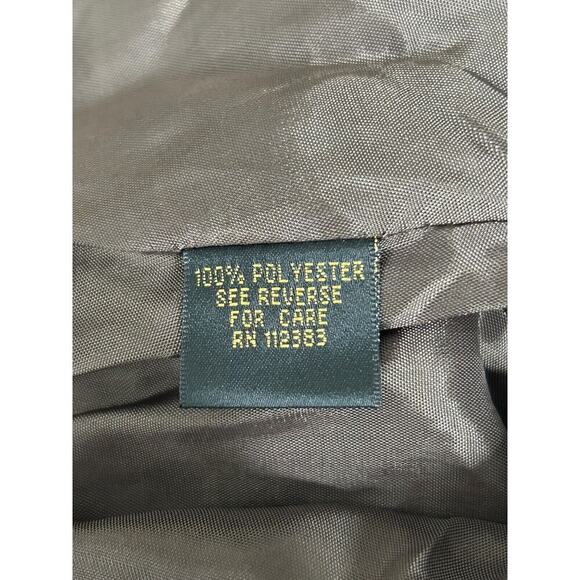 100% POLYESTER
SEE REVERSE
FOR CARE
RN 112383